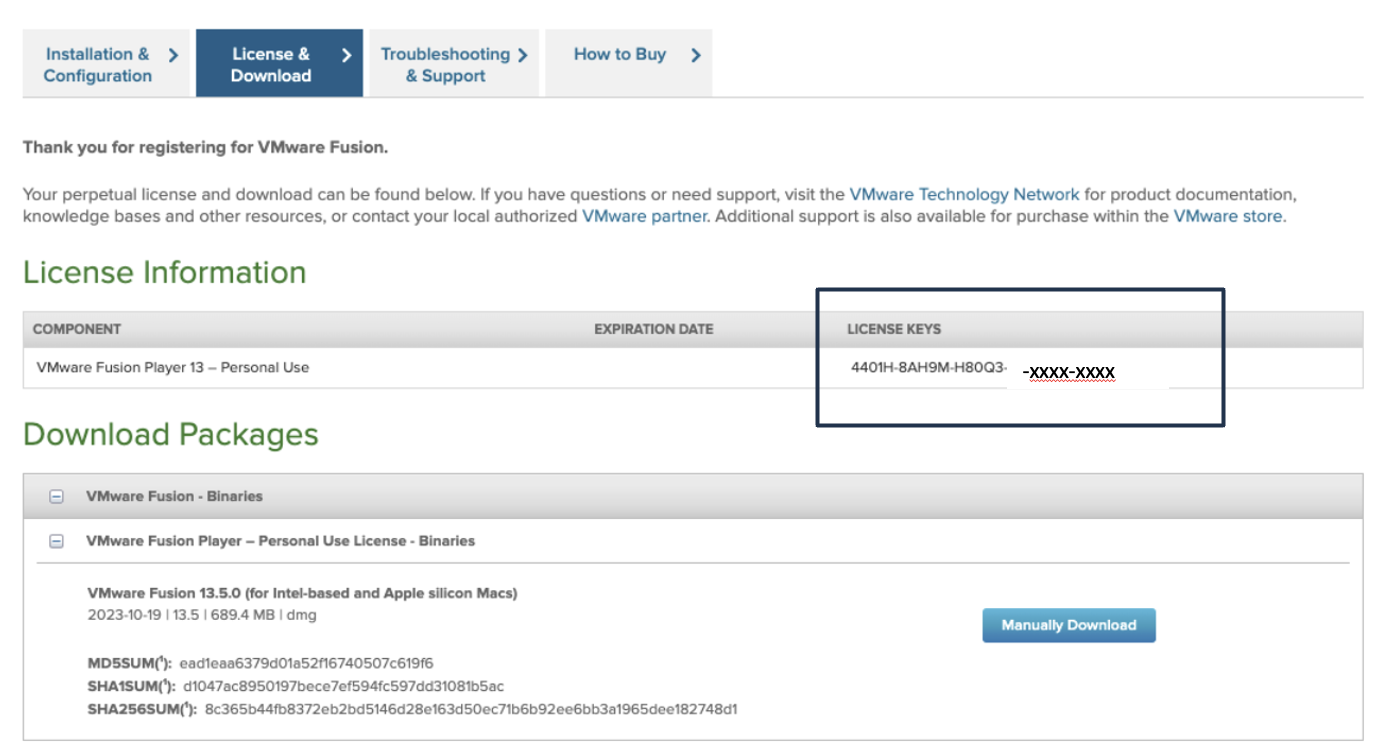 Installation & Configuration
License & Download
Troubleshooting & Support
How to Buy
Thank you for registering for VMware Fusion.
Your perpetual license and download can be found below. If you have questions or need support, visit the VMware Technology Network for product documentation,
knowledge bases and other resources, or contact your local authorized VMware partner. Additional support is also available for purchase within the VMware store.
License Information
COMPONENT EXPIRATION DATE LICENSE KEYS
VMware Fusion Player 13 – Personal Use 4401H-8AH9M-H80Q3- -XXXX-XXXX
Download Packages
VMware Fusion - Binaries
VMware Fusion Player – Personal Use License - Binaries
VMware Fusion 13.5.0 (for Intel-based and Apple silicon Macs)
2023-10-19 | 13.5 | 689.4 MB | dmg
Manually Download
MD5SUM(¹): ead1eaa6379d01a52f16740507c619f6
SHA1SUM(¹): d1047ac8950197bece7ef594fc597dd31081b5ac
SHA256SUM(¹): 8c365b44fb8372eb2bd5146d28e163d50ec71b6b92ee6bb3a1965dee182748d1